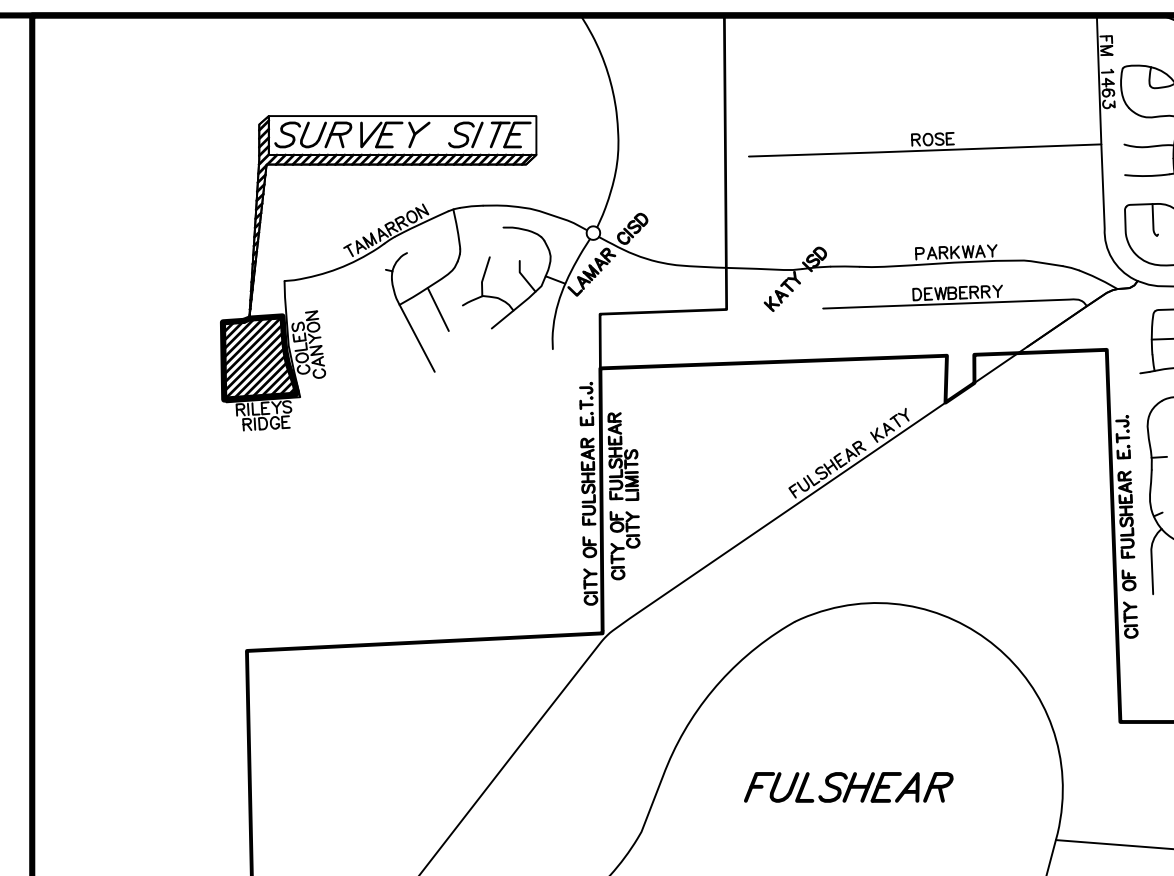 FM 1463
SURVEY SITE
ROSE
TAMARRON
LAMAR CISD
KATY ISD
PARKWAY
DEWBERRY
COLES
CANYON
RILEYS
RIDGE
CITY OF FULSHEAR E.T.J.
CITY OF FULSHEAR
CITY LIMITS
FULSHEAR KATY
CITY OF FULSHEAR E.T.J.
FULSHEAR